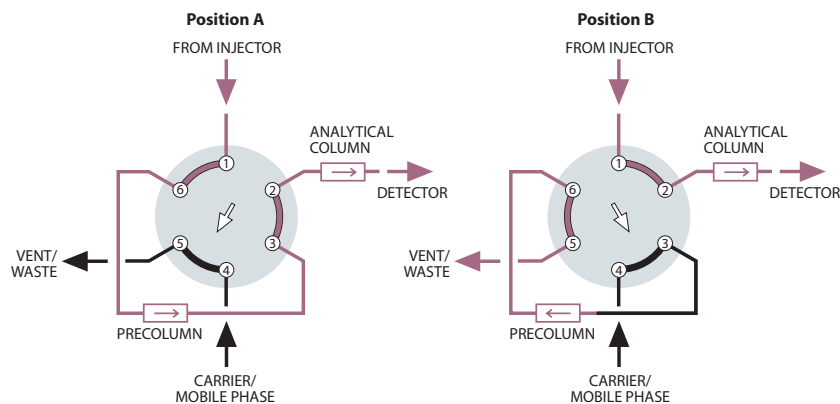 Position A
FROM INJECTOR
1
2
3
4
5
6
ANALYTICAL
COLUMN
DETECTOR
VENT/
WASTE
PRECOLUMN
CARRIER/
MOBILE PHASE
Position B
FROM INJECTOR
1
2
3
4
5
6
ANALYTICAL
COLUMN
DETECTOR
VENT/
WASTE
PRECOLUMN
CARRIER/
MOBILE PHASE